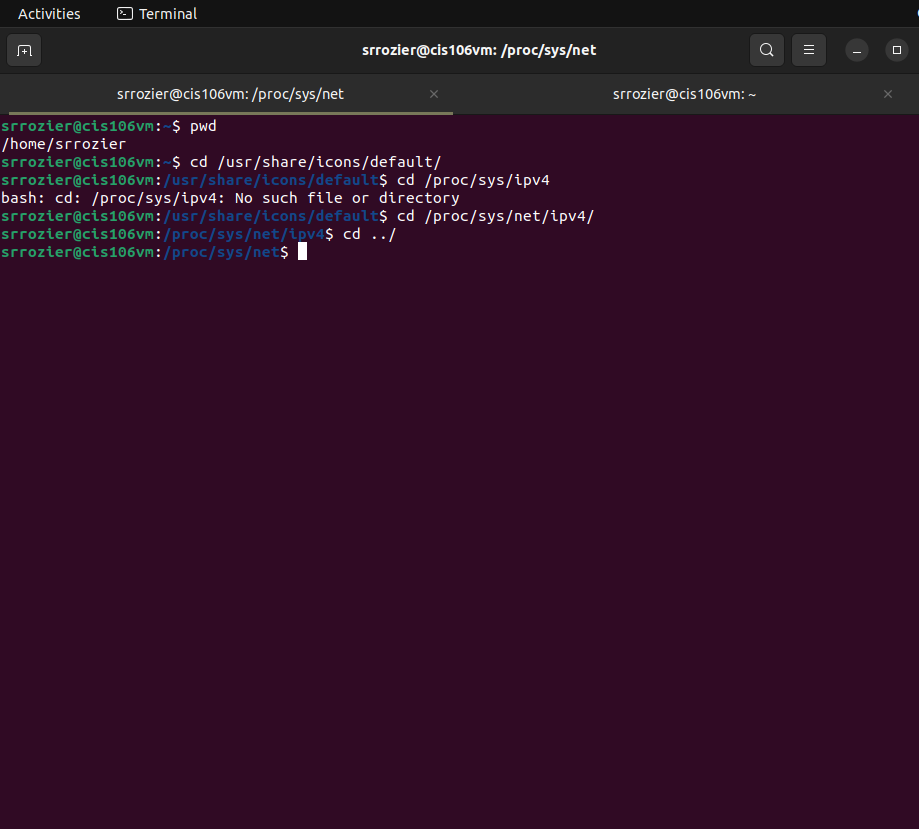 Activities Terminal
srrozier@cis106vm: /proc/sys/net
srrozier@cis106vm: /proc/sys/net × srrozier@cis106vm: ~ ×
srrozier@cis106vm:~$ pwd
/home/srrozier
srrozier@cis106vm:~$ cd /usr/share/icons/default/
srrozier@cis106vm:/usr/share/icons/default$ cd /proc/sys/ipv4
bash: cd: /proc/sys/ipv4: No such file or directory
srrozier@cis106vm:/usr/share/icons/default$ cd /proc/sys/net/ipv4/
srrozier@cis106vm:/proc/sys/net/ipv4$ cd ../
srrozier@cis106vm:/proc/sys/net$